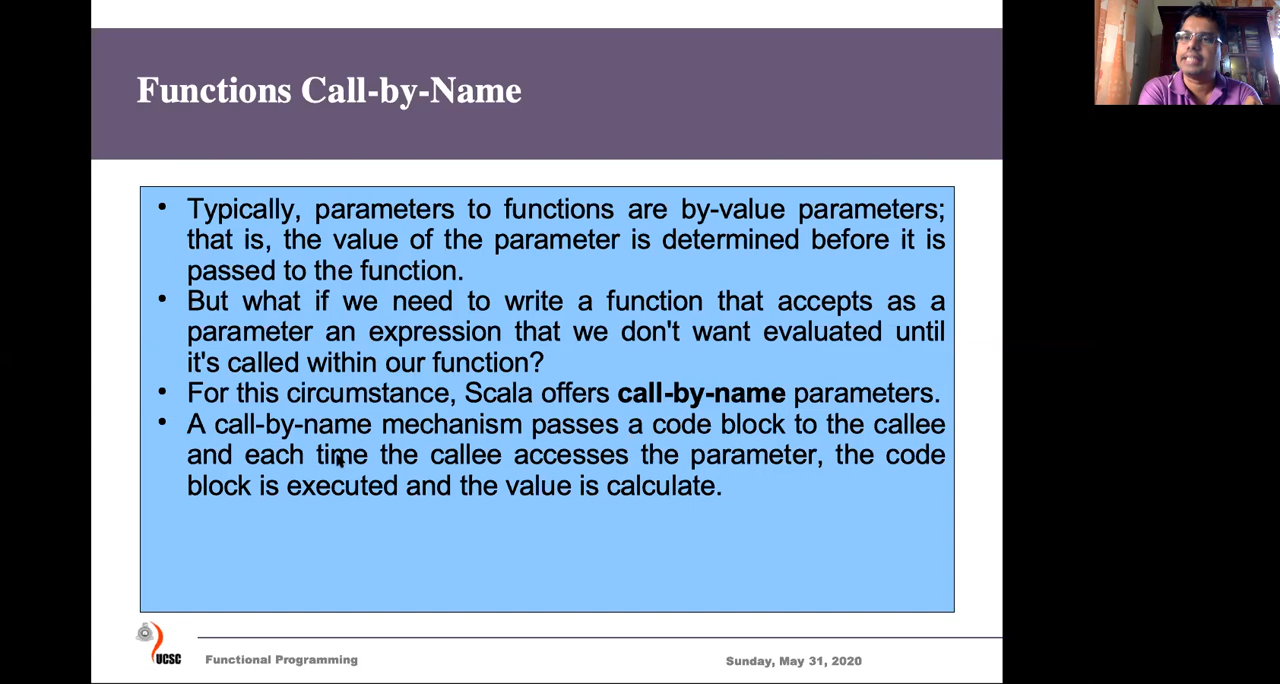 Functions Call-by-Name
• Typically, parameters to functions are by-value parameters;
that is, the value of the parameter is determined before it is
passed to the function.
• But what if we need to write a function that accepts as a
parameter an expression that we don't want evaluated until
it's called within our function?
• For this circumstance, Scala offers call-by-name parameters.
• A call-by-name mechanism passes a code block to the callee
and each time the callee accesses the parameter, the code
block is executed and the value is calculate.
UCSC
Functional Programming
Sunday, May 31, 2020